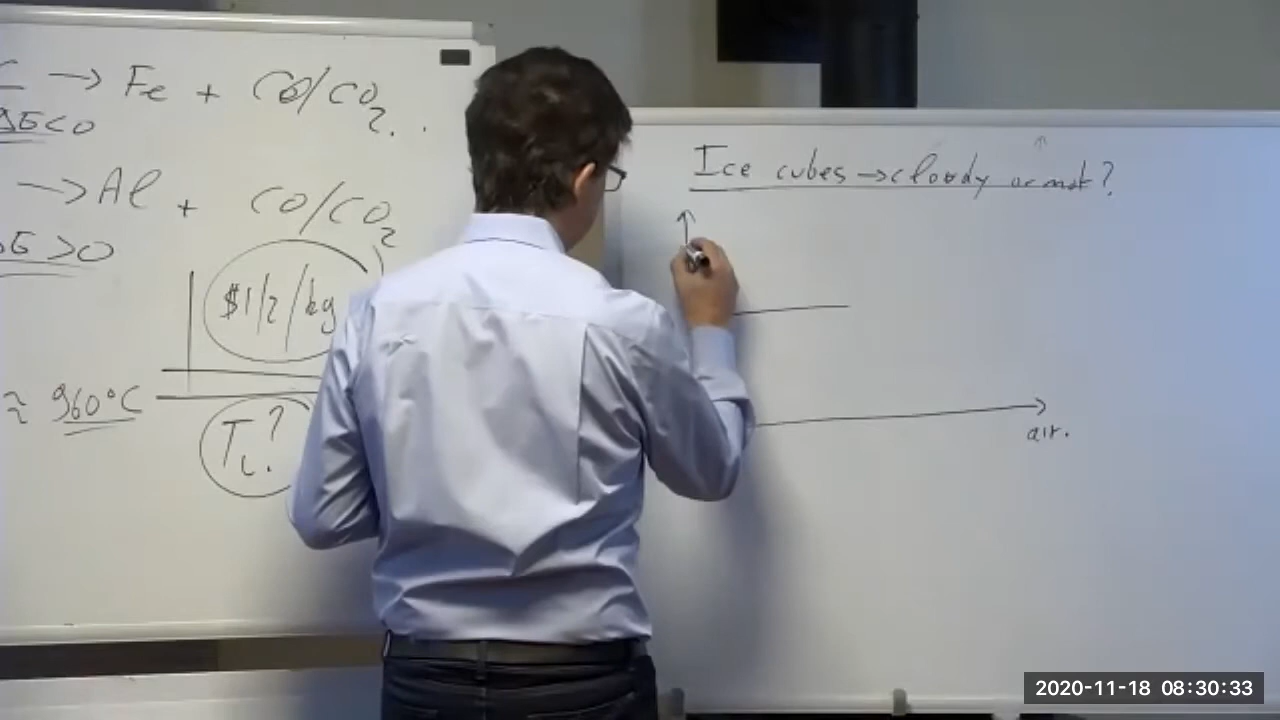 C → Fe + CO/CO2...
ΔG<0
→ Al + CO/CO2
ΔG>0
$1/2/kg
≈ 960°C
TL?
Ice cubes → cloudy or not?
air.
2020-11-18 08:30:33